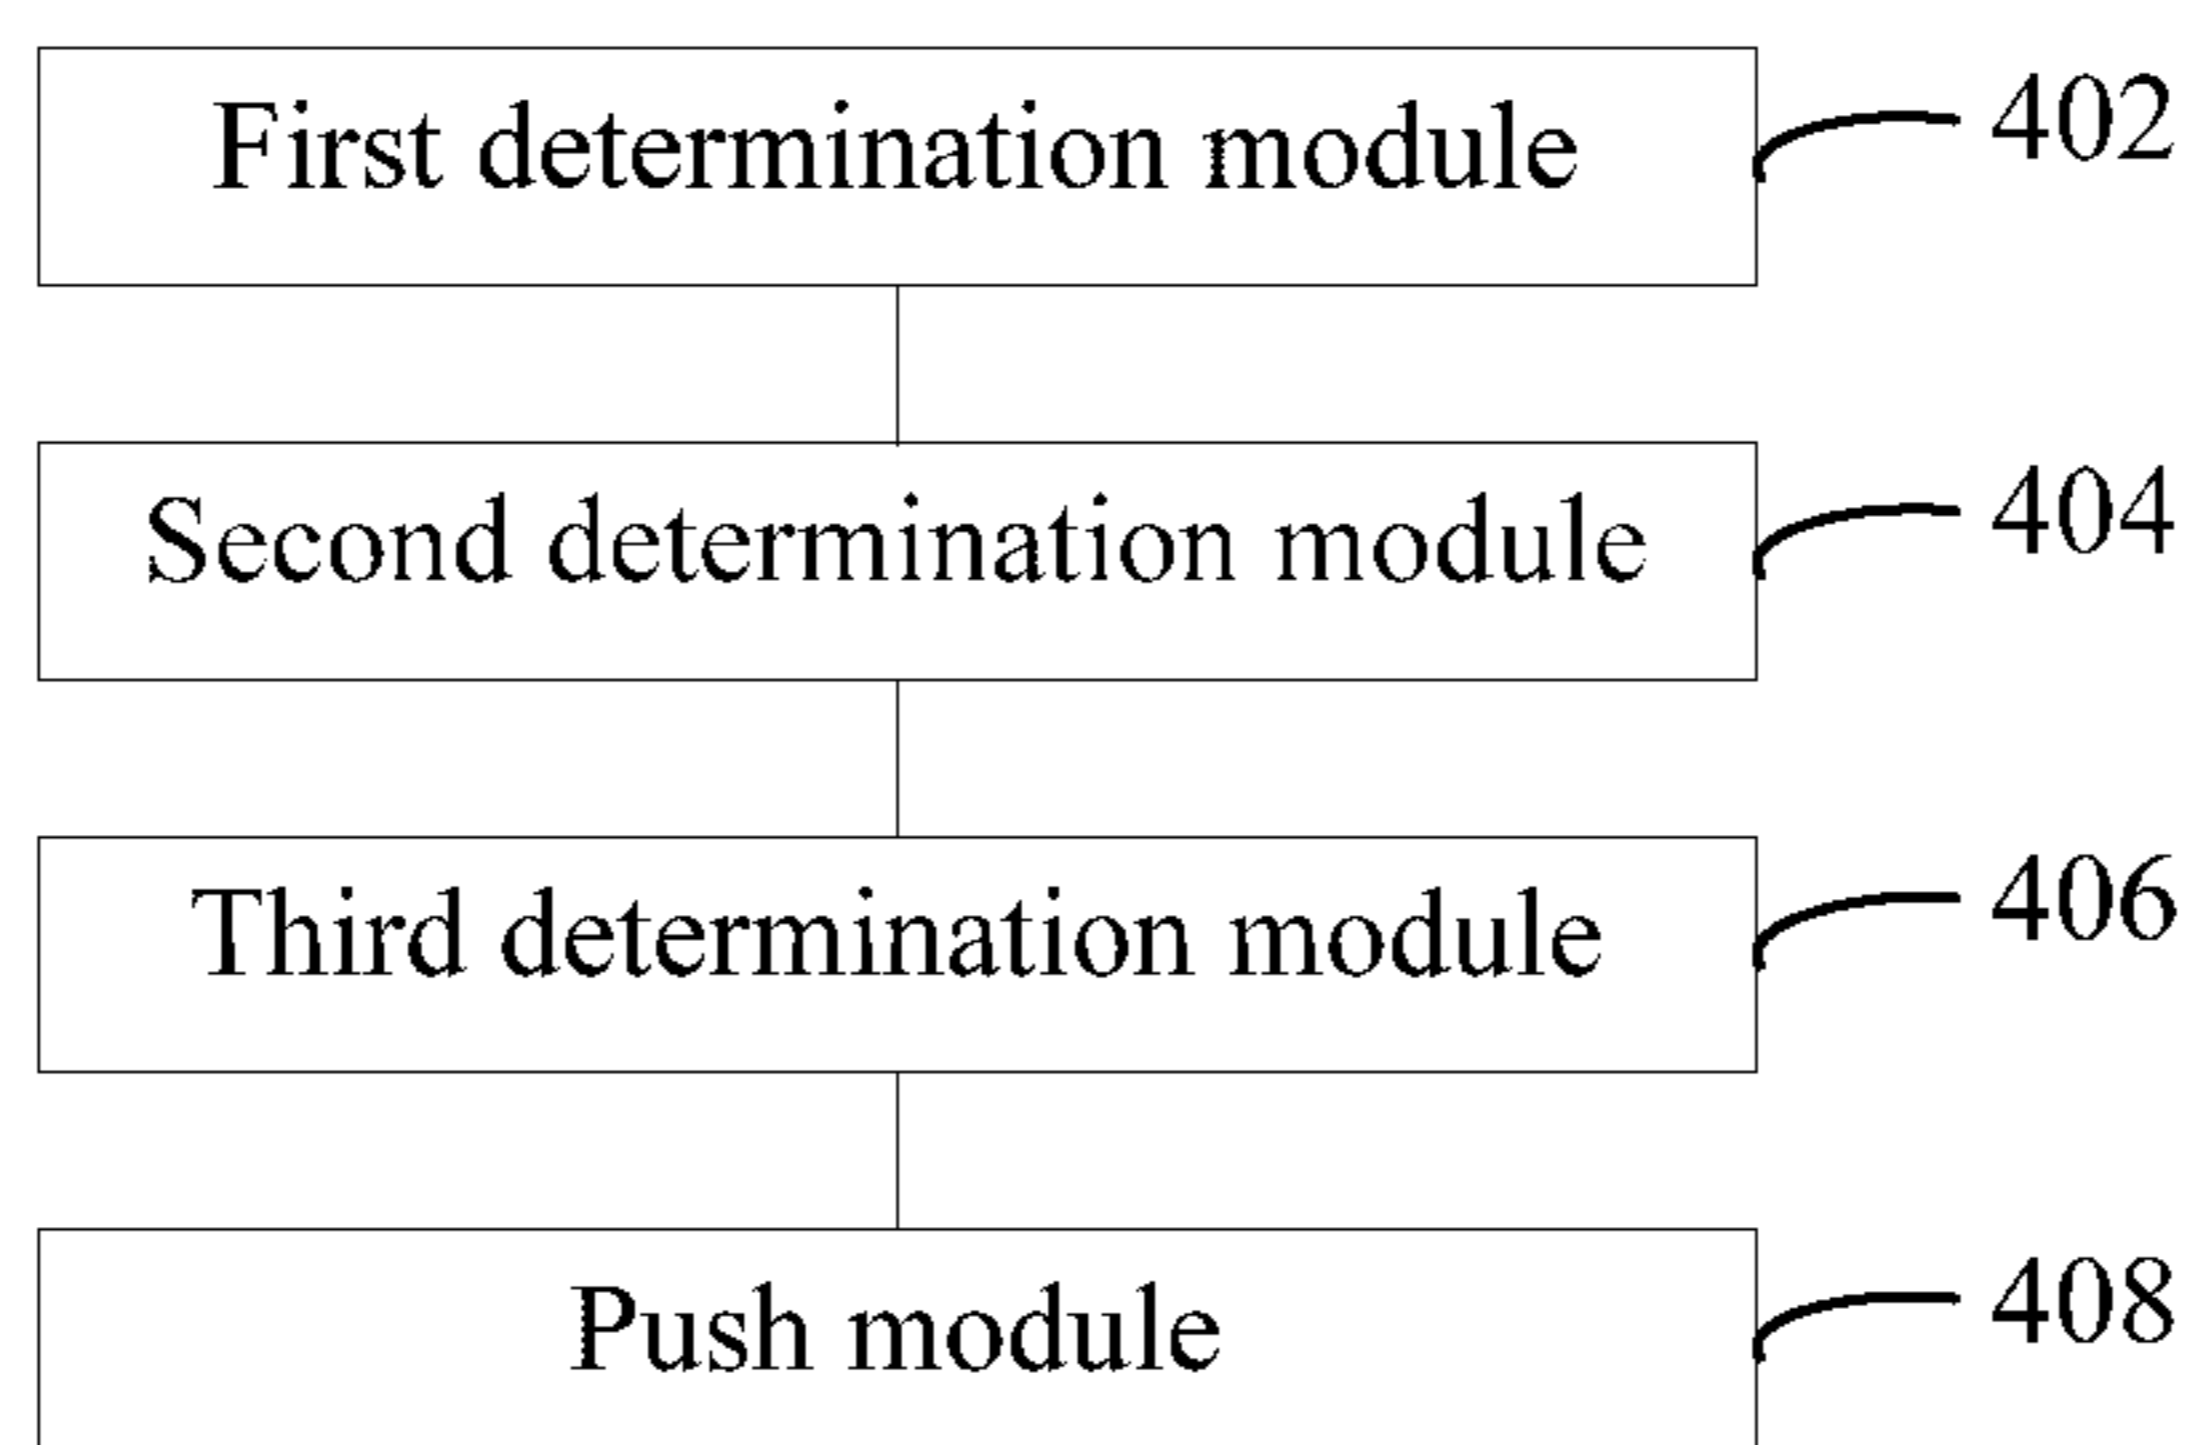 First determination module 402
Second determination module 404
Third determination module 406
Push module 408